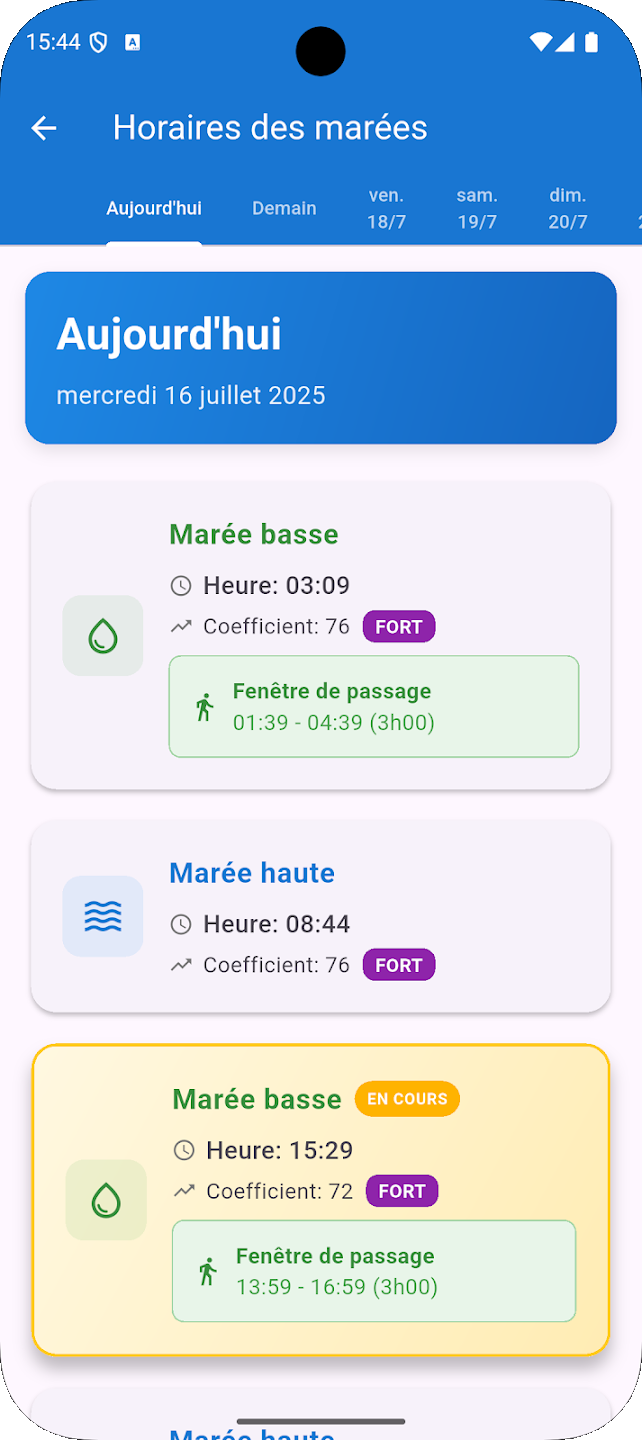 15:44
Horaires des marées
Aujourd'hui
Demain
ven.
18/7
sam.
19/7
dim.
20/7
Aujourd'hui
mercredi 16 juillet 2025
Marée basse
Heure: 03:09
Coefficient: 76 FORT
Fenêtre de passage
01:39 - 04:39 (3h00)
Marée haute
Heure: 08:44
Coefficient: 76 FORT
Marée basse EN COURS
Heure: 15:29
Coefficient: 72 FORT
Fenêtre de passage
13:59 - 16:59 (3h00)
Marée haute